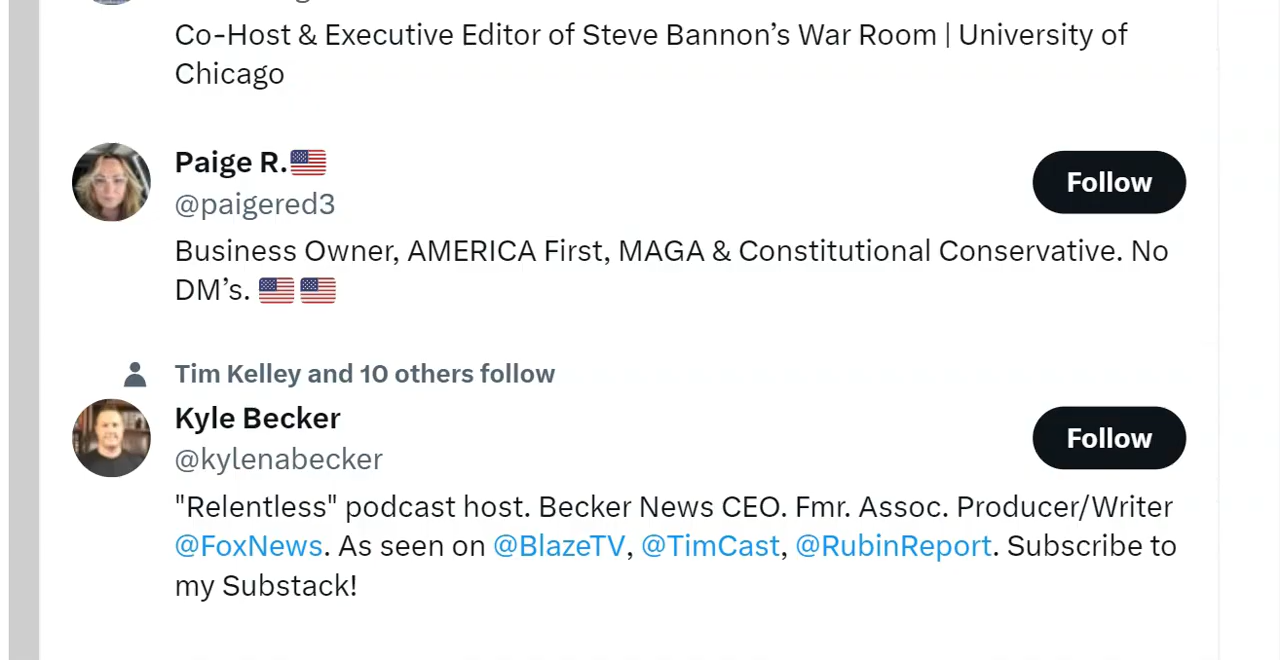 Co-Host & Executive Editor of Steve Bannon’s War Room | University of
Chicago
Paige R.🇺🇸
@paigered3
Follow
Business Owner, AMERICA First, MAGA & Constitutional Conservative. No
DM’s. 🇺🇸 🇺🇸
Tim Kelley and 10 others follow
Kyle Becker
@kylenabecker
Follow
"Relentless" podcast host. Becker News CEO. Fmr. Assoc. Producer/Writer
@FoxNews. As seen on @BlazeTV, @TimCast, @RubinReport. Subscribe to
my Substack!